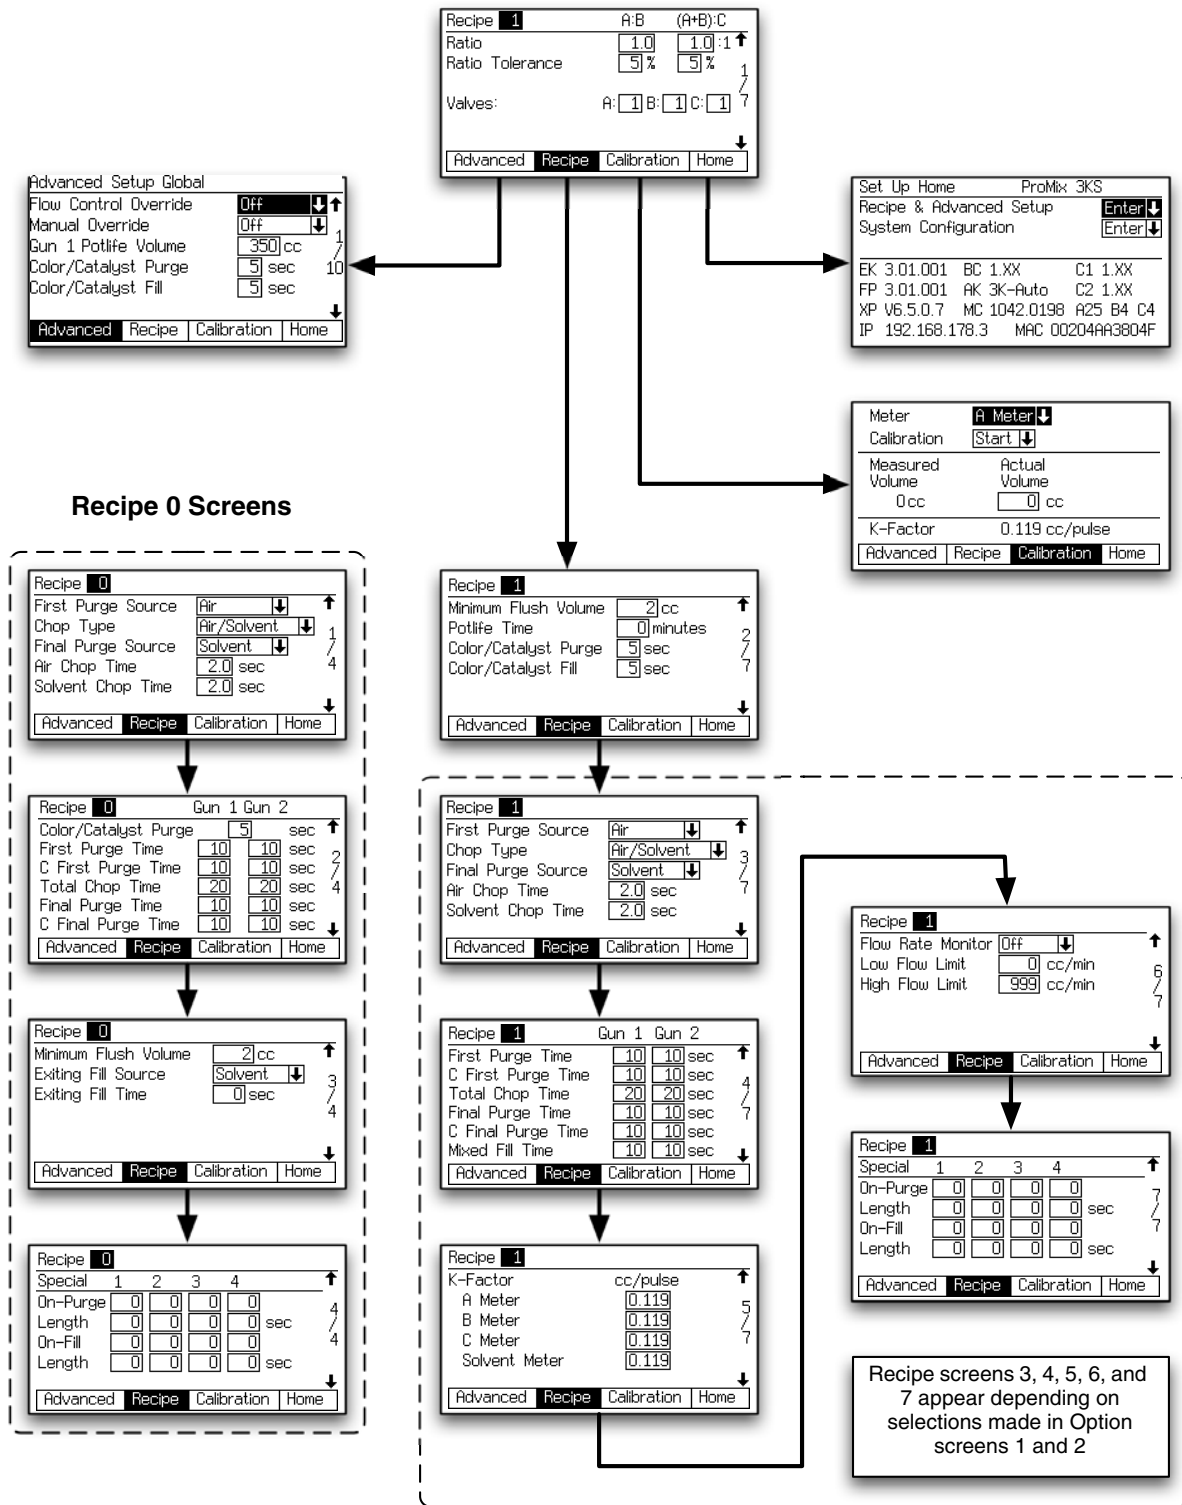 Recipe 1 A:B (A+B):C
Ratio 1.0 1.0 :1
Ratio Tolerance 5 % 5 %
1
/
7
Valves: A: 1 B: 1 C: 1
Advanced Recipe Calibration Home
Advanced Setup Global
Flow Control Override Off
Manual Override Off
Gun 1 Potlife Volume 350 cc
Color/Catalyst Purge 5 sec
Color/Catalyst Fill 5 sec
1
/
10
Advanced Recipe Calibration Home
Set Up Home ProMix 3KS
Recipe & Advanced Setup Enter
System Configuration Enter
EK 3.01.001 BC 1.XX C1 1.XX
FP 3.01.001 AK 3K-Auto C2 1.XX
XP V6.5.0.7 MC 1042.0198 A25 B4 C4
IP 192.168.178.3 MAC 00204AA3804F
Meter A Meter
Calibration Start
Measured Actual
Volume Volume
0cc 0 cc
K-Factor 0.119 cc/pulse
Advanced Recipe Calibration Home
Recipe 0 Screens
Recipe 0
First Purge Source Air
Chop Type Air/Solvent
Final Purge Source Solvent
Air Chop Time 2.0 sec
Solvent Chop Time 2.0 sec
1
/
4
Advanced Recipe Calibration Home
Recipe 0 Gun 1 Gun 2
Color/Catalyst Purge 5 sec
First Purge Time 10 10 sec
C First Purge Time 10 10 sec
Total Chop Time 20 20 sec
Final Purge Time 10 10 sec
C Final Purge Time 10 10 sec
2
/
4
Advanced Recipe Calibration Home
Recipe 0
Minimum Flush Volume 2 cc
Exiting Fill Source Solvent
Exiting Fill Time 0 sec
3
/
4
Advanced Recipe Calibration Home
Recipe 0
Special 1 2 3 4
On-Purge 0 0 0 0
Length 0 0 0 0 sec
On-Fill 0 0 0 0
Length 0 0 0 0 sec
4
/
4
Advanced Recipe Calibration Home
Recipe 1
Minimum Flush Volume 2 cc
Potlife Time 0 minutes
Color/Catalyst Purge 5 sec
Color/Catalyst Fill 5 sec
2
/
7
Advanced Recipe Calibration Home
Recipe 1
First Purge Source Air
Chop Type Air/Solvent
Final Purge Source Solvent
Air Chop Time 2.0 sec
Solvent Chop Time 2.0 sec
3
/
7
Advanced Recipe Calibration Home
Recipe 1 Gun 1 Gun 2
First Purge Time 10 10 sec
C First Purge Time 10 10 sec
Total Chop Time 20 20 sec
Final Purge Time 10 10 sec
C Final Purge Time 10 10 sec
Mixed Fill Time 10 10 sec
4
/
7
Advanced Recipe Calibration Home
Recipe 1
K-Factor cc/pulse
A Meter 0.119
B Meter 0.119
C Meter 0.119
Solvent Meter 0.119
5
/
7
Advanced Recipe Calibration Home
Recipe 1
Flow Rate Monitor Off
Low Flow Limit 0 cc/min
High Flow Limit 999 cc/min
6
/
7
Advanced Recipe Calibration Home
Recipe 1
Special 1 2 3 4
On-Purge 0 0 0 0
Length 0 0 0 0 sec
On-Fill 0 0 0 0
Length 0 0 0 0 sec
7
/
7
Advanced Recipe Calibration Home
Recipe screens 3, 4, 5, 6, and
7 appear depending on
selections made in Option
screens 1 and 2